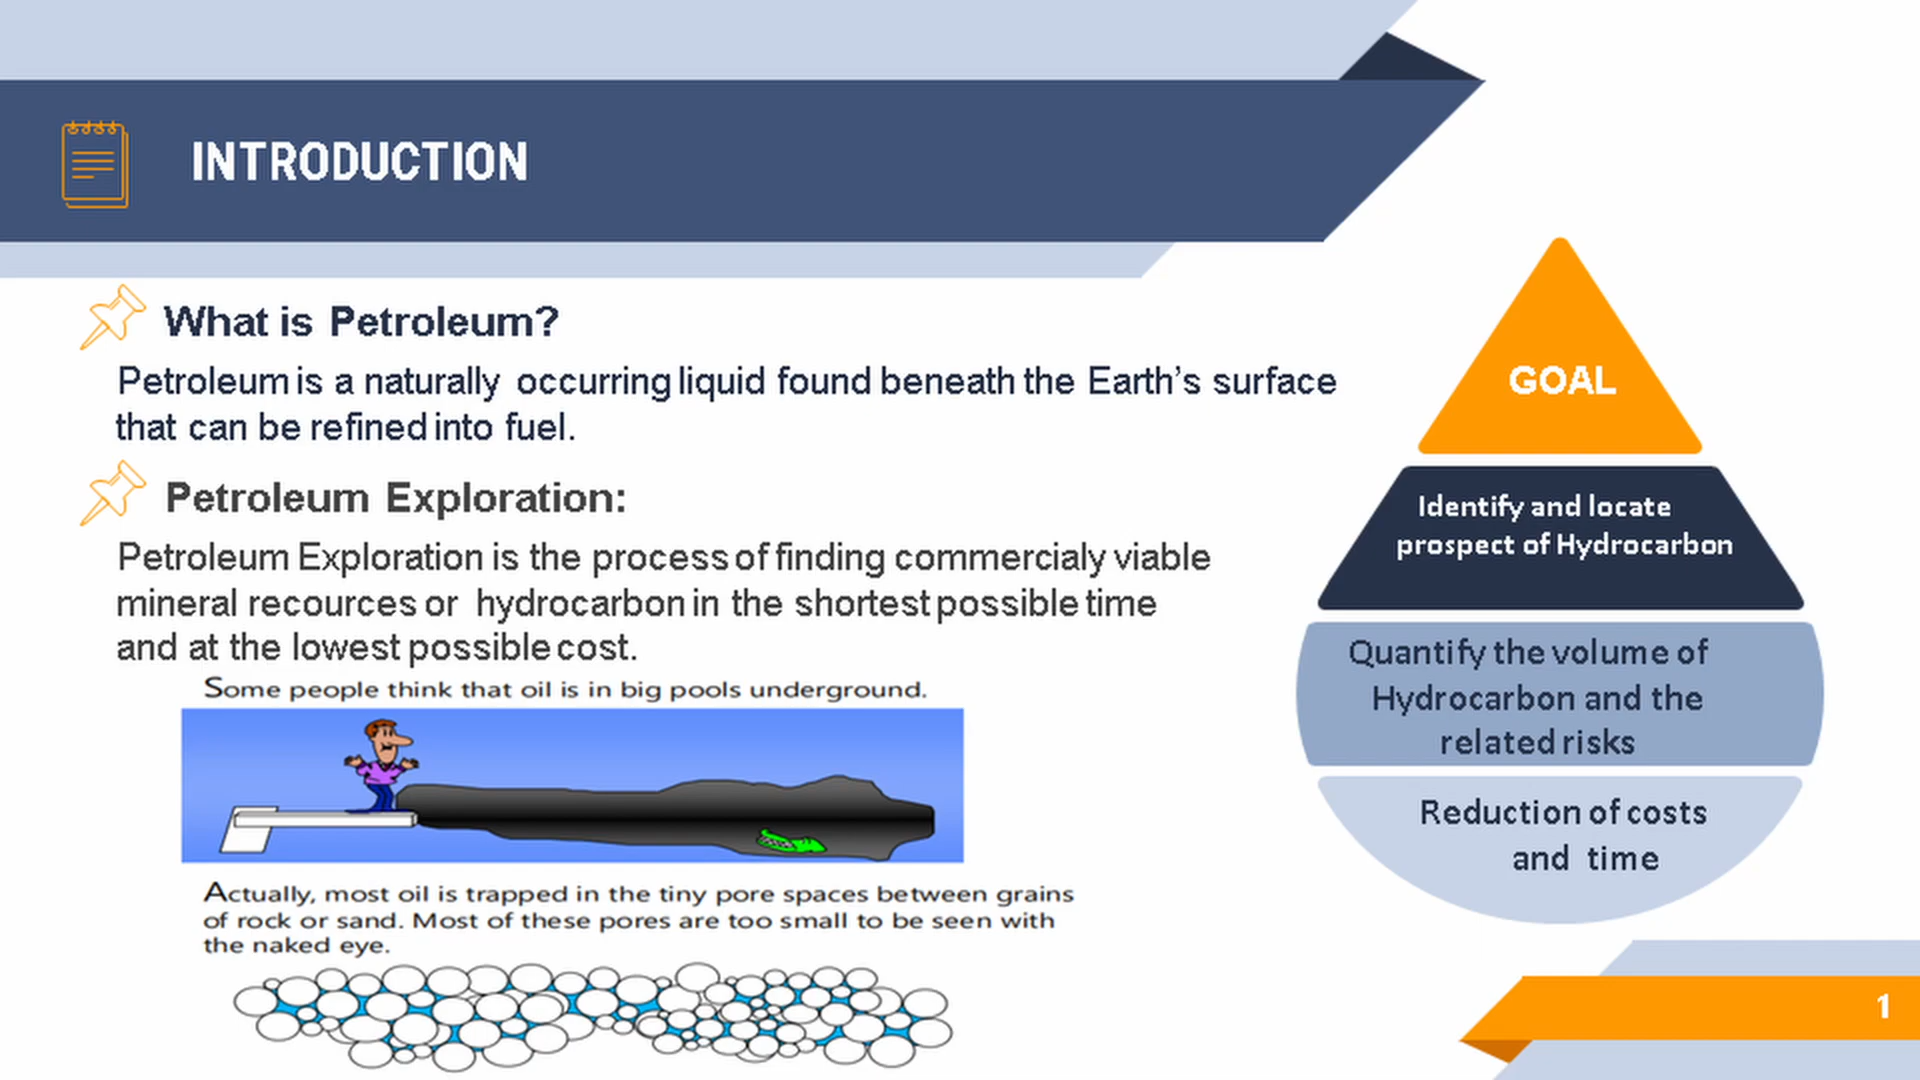 INTRODUCTION
What is Petroleum?
Petroleum is a naturally occurring liquid found beneath the Earth's surface
that can be refined into fuel.
Petroleum Exploration:
Petroleum Exploration is the process of finding commercialy viable
mineral recources or hydrocarbon in the shortest possible time
and at the lowest possible cost.
Some people think that oil is in big pools underground.
Actually, most oil is trapped in the tiny pore spaces between grains
of rock or sand. Most of these pores are too small to be seen with
the naked eye.
GOAL
Identify and locate
prospect of Hydrocarbon
Quantify the volume of
Hydrocarbon and the
related risks
Reduction of costs
and time
1